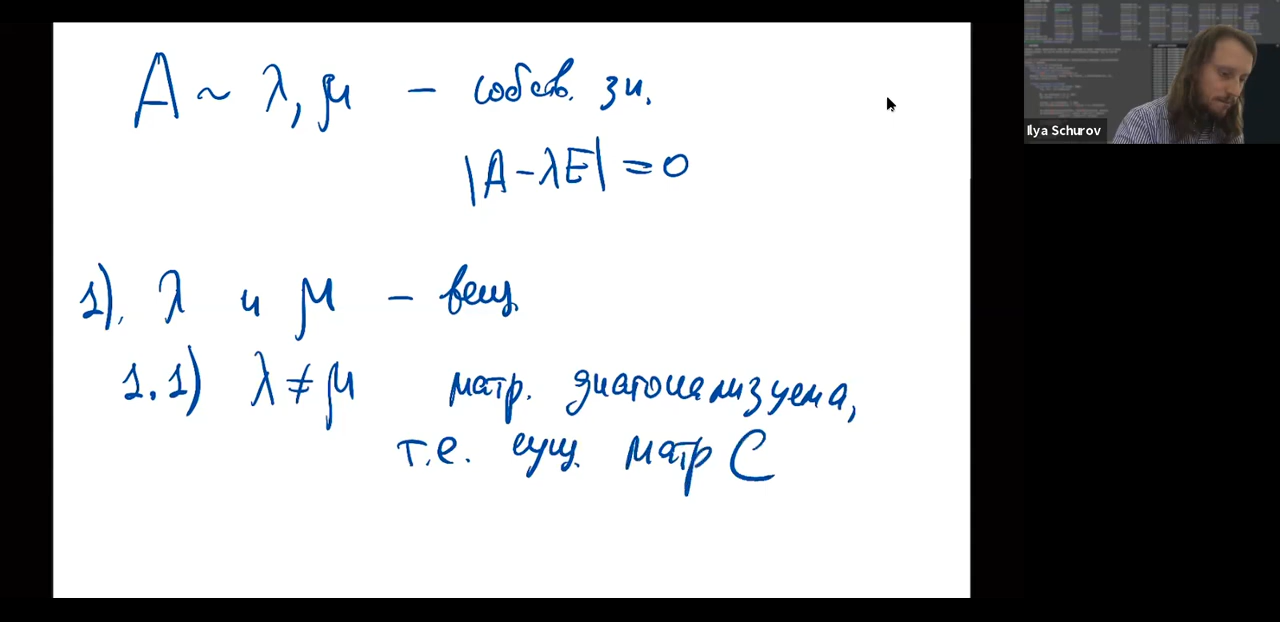 A ~ λ, μ – собств. зн.
|A - λE| = 0
1). λ и μ – вещ.
1.1) λ ≠ μ матр. диагонализуема,
т.е. сущ. матр C
Ilya Schurov